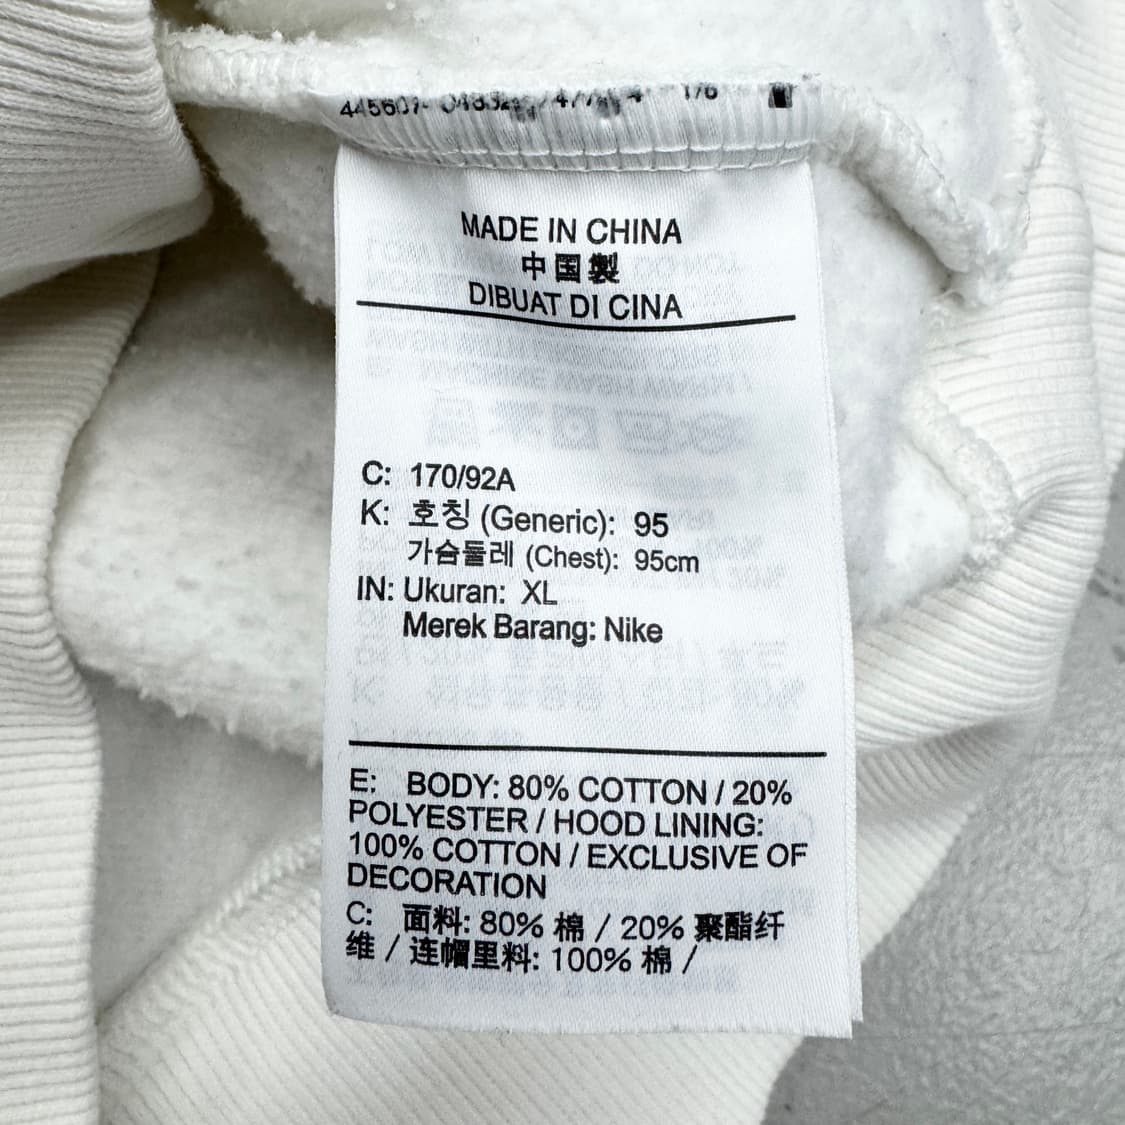 MADE IN CHINA
中国製
DIBUAT DI CINA
C: 170/92A
K: 호칭 (Generic): 95
가슴둘레 (Chest): 95cm
IN: Ukuran: XL
Merek Barang: Nike
E: BODY: 80% COTTON / 20%
POLYESTER / HOOD LINING:
100% COTTON / EXCLUSIVE OF
DECORATION
C: 面料: 80% 棉 / 20% 聚酯纤
维 / 连帽里料: 100% 棉 /